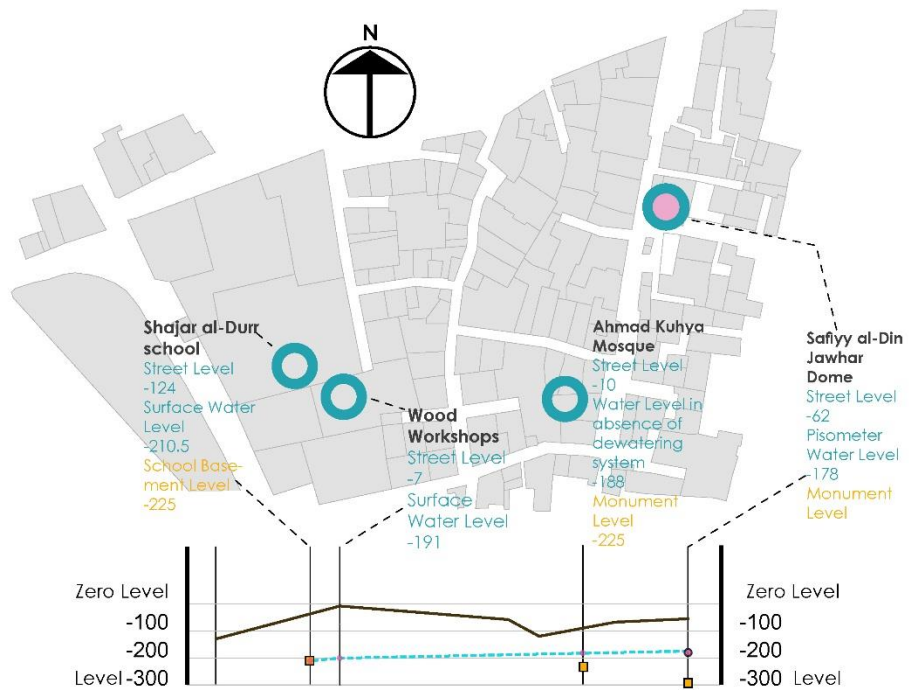 N
Shajar al-Durr
school
Street Level
-124
Surface Water
Level
-210.5
School Base-
ment Level
-225
Wood
Workshops
Street Level
-7
Surface
Water Level
-191
Ahmad Kuhya
Mosque
Street Level
-10
Water Level in
absence of
dewatering
system
-188
Monument
Level
-225
Safiyy al-Din
Jawhar
Dome
Street Level
-62
Pisometer
Water Level
-178
Monument
Level
Zero Level
-100
-200
Level -300
Zero Level
-100
-200
-300 Level